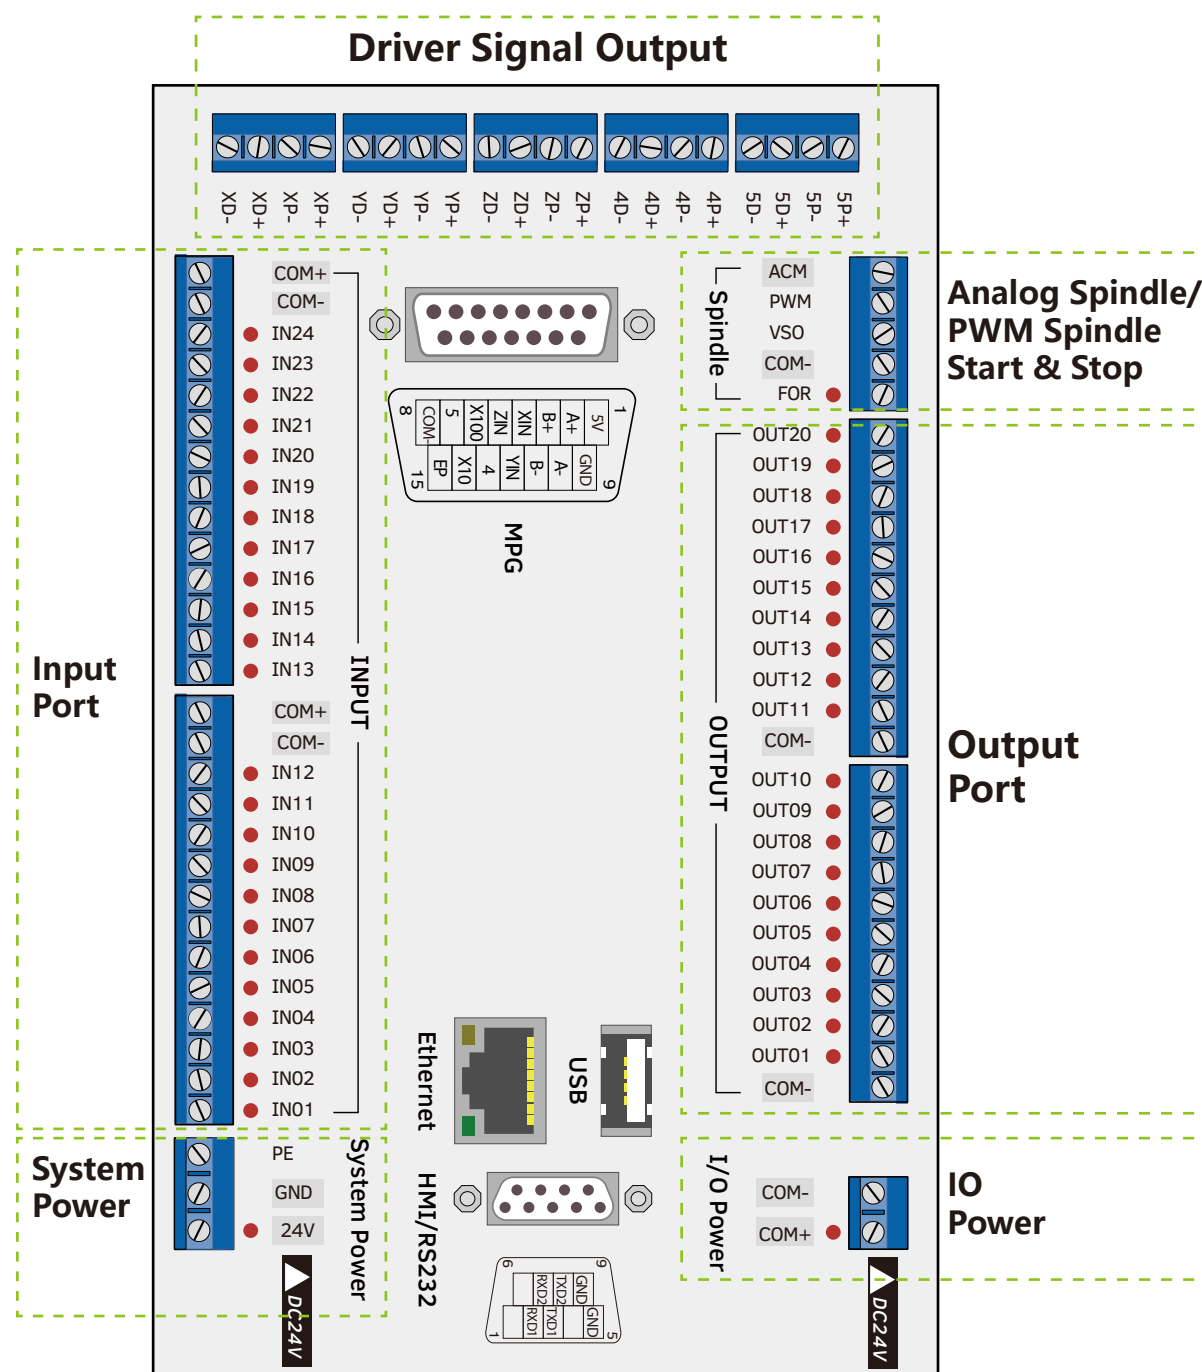 Driver Signal Output
XD- XD+ XP- XP+ YD- YD+ YP- YP+ ZD- ZD+ ZP- ZP+ 4D- 4D+ 4P- 4P+ 5D- 5D+ 5P- 5P+
Input
Port
COM+
COM-
IN24
IN23
IN22
IN21
IN20
IN19
IN18
IN17
IN16
IN15
IN14
IN13
COM+
COM-
IN12
IN11
IN10
IN09
IN08
IN07
IN06
IN05
IN04
IN03
IN02
IN01
INPUT
System
Power
PE
GND
24V
System Power
DC24V
8 COM- 5 X100 ZIN XIN B+ A+ 5V 1
15 EP X10 4 YIN B- A- GND 9
MPG
Ethernet
USB
HMI/RS232
6 RXD2 TXD2 GND 9
1 RXD1 TXD1 GND 5
Spindle
ACM
PWM
VSO
COM-
FOR
Analog Spindle/
PWM Spindle
Start & Stop
OUTPUT
OUT20
OUT19
OUT18
OUT17
OUT16
OUT15
OUT14
OUT13
OUT12
OUT11
COM-
OUT10
OUT09
OUT08
OUT07
OUT06
OUT05
OUT04
OUT03
OUT02
OUT01
COM-
Output
Port
I/O Power
COM-
COM+
DC24V
IO
Power